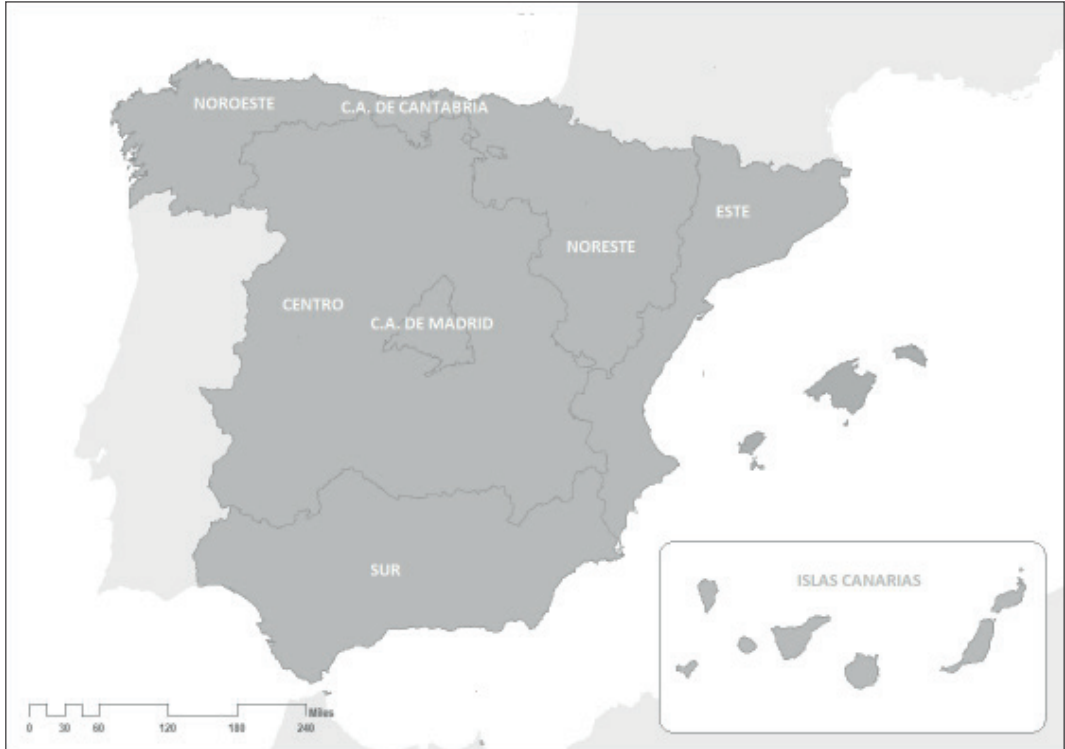 NOROESTE
C.A. DE CANTABRIA
ESTE
NORESTE
CENTRO
C.A. DE MADRID
SUR
ISLAS CANARIAS
Miles
0 30 60 120 180 240